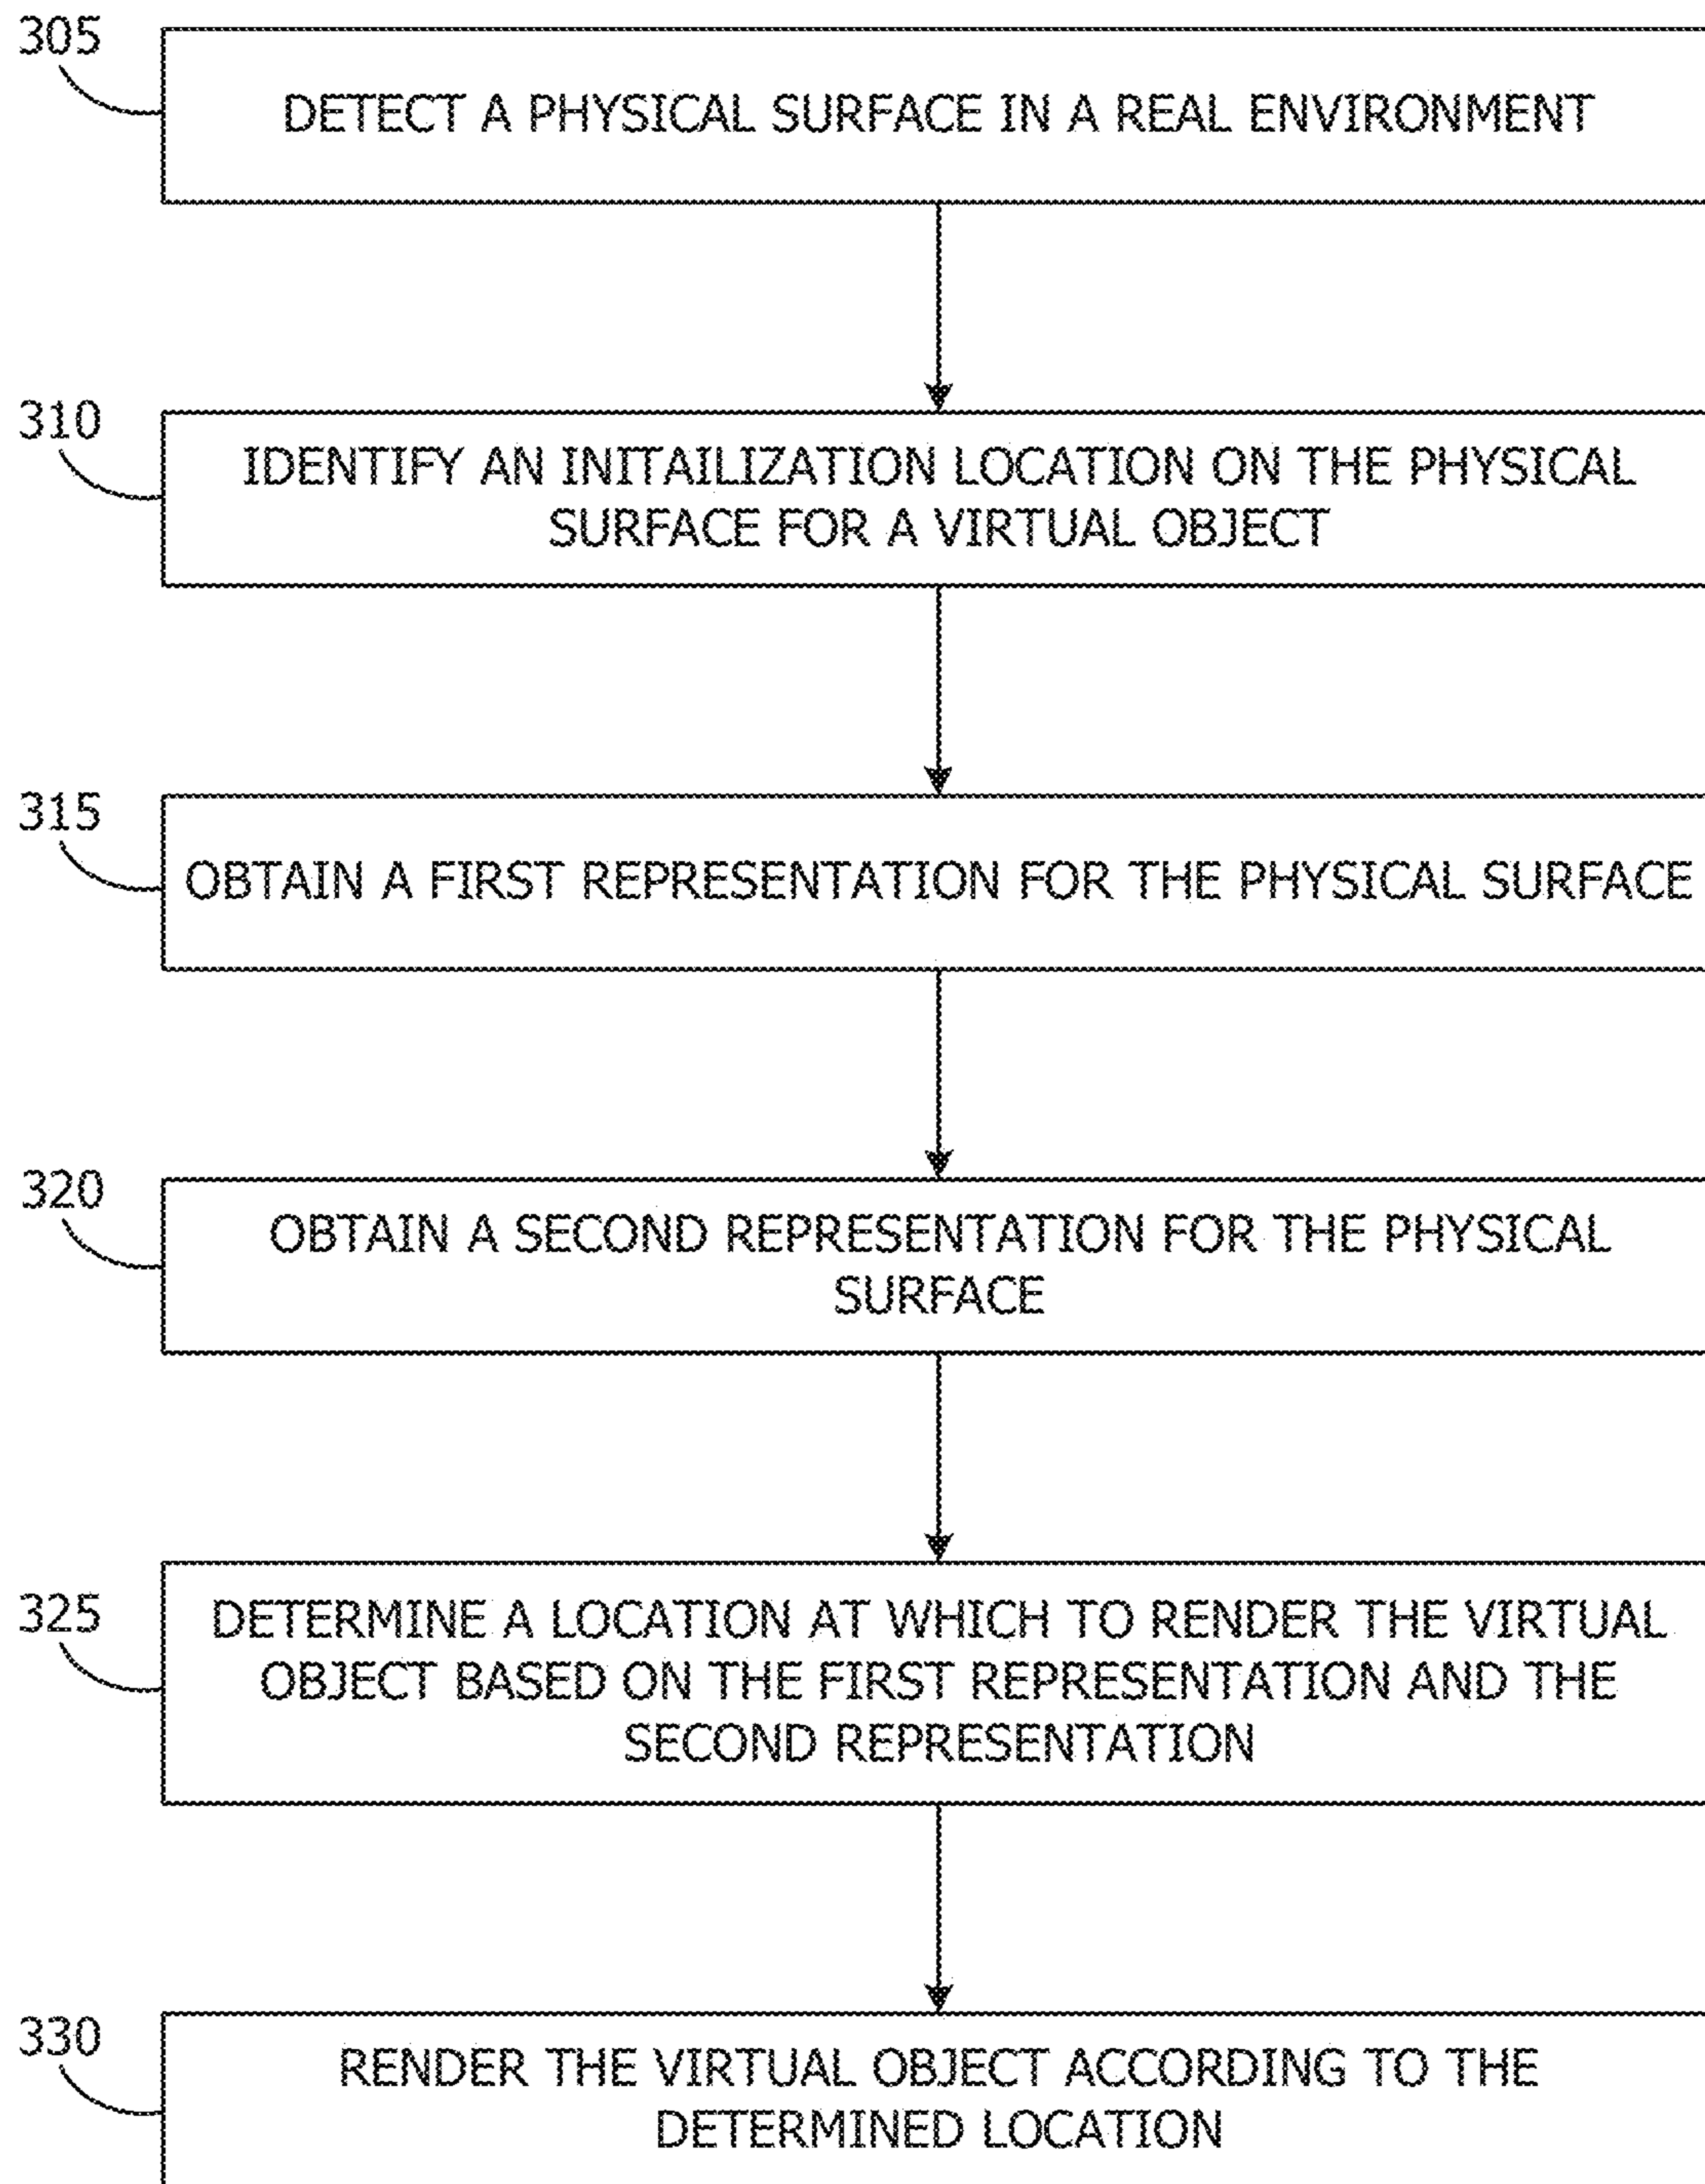 305
DETECT A PHYSICAL SURFACE IN A REAL ENVIRONMENT
310
IDENTIFY AN INITAILIZATION LOCATION ON THE PHYSICAL
SURFACE FOR A VIRTUAL OBJECT
315
OBTAIN A FIRST REPRESENTATION FOR THE PHYSICAL SURFACE
320
OBTAIN A SECOND REPRESENTATION FOR THE PHYSICAL
SURFACE
325
DETERMINE A LOCATION AT WHICH TO RENDER THE VIRTUAL
OBJECT BASED ON THE FIRST REPRESENTATION AND THE
SECOND REPRESENTATION
330
RENDER THE VIRTUAL OBJECT ACCORDING TO THE
DETERMINED LOCATION